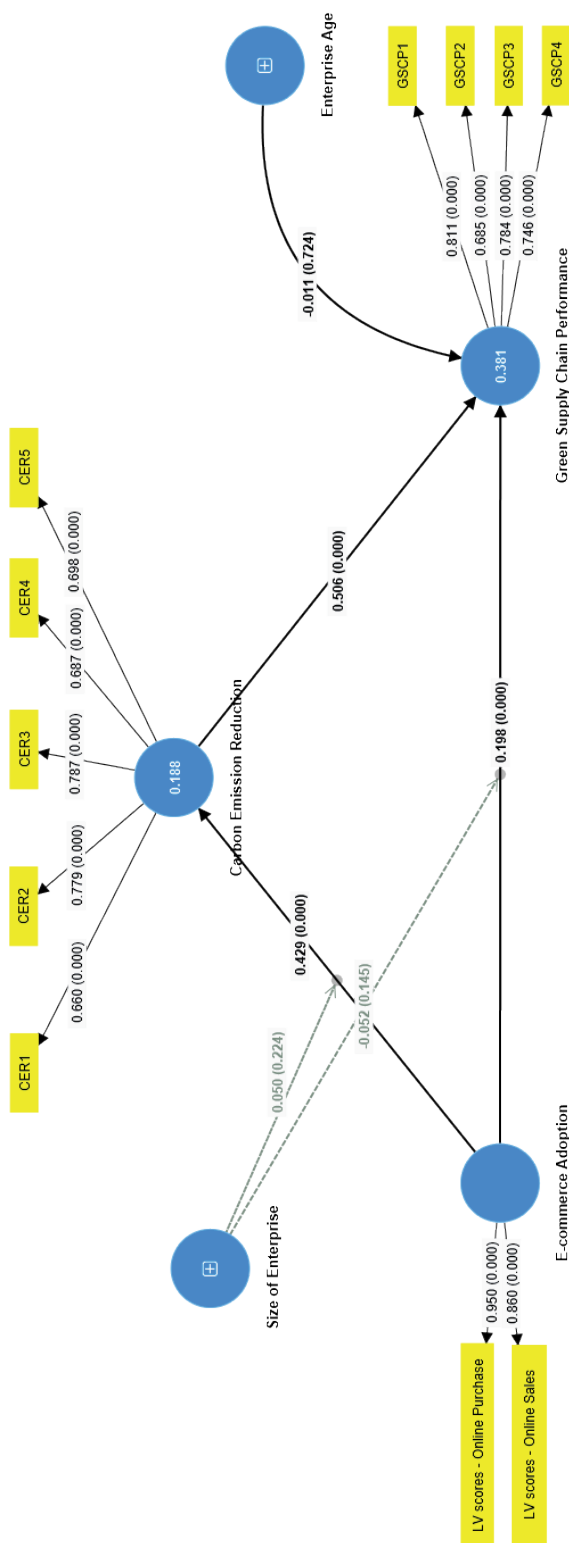 CER1
CER2
CER3
CER4
CER5
0.660 (0.000)
0.779 (0.000)
0.787 (0.000)
0.687 (0.000)
0.698 (0.000)
0.188
Carbon Emission Reduction
Size of Enterprise
0.050 (0.224)
-0.052 (0.145)
0.429 (0.000)
0.506 (0.000)
-0.011 (0.724)
Enterprise Age
LV scores - Online Purchase
LV scores - Online Sales
0.950 (0.000)
0.860 (0.000)
E-commerce Adoption
0.198 (0.000)
0.381
Green Supply Chain Performance
0.811 (0.000)
0.685 (0.000)
0.784 (0.000)
0.746 (0.000)
GSCP1
GSCP2
GSCP3
GSCP4